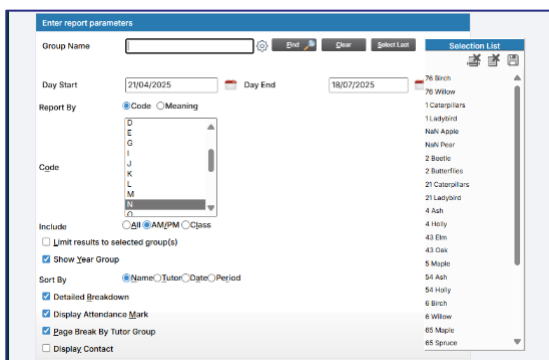 Enter report parameters
Group Name
Find
Clear
Select Last
Day Start
21/04/2025
Day End
18/07/2025
Report By
Code
Meaning
Code
D
E
G
I
J
K
L
M
N
O
Include
All
AM/PM
Class
Limit results to selected group(s)
Show Year Group
Sort By
Name
Tutor
Date
Period
Detailed Breakdown
Display Attendance Mark
Page Break By Tutor Group
Display Contact
Selection List
76 Birch
76 Willow
1 Caterpillars
1 Ladybird
NaN Apple
NaN Pear
2 Beetle
2 Butterflies
21 Caterpillars
21 Ladybird
4 Ash
4 Holly
43 Elm
43 Oak
5 Maple
54 Ash
54 Holly
6 Birch
6 Willow
65 Maple
65 Spruce